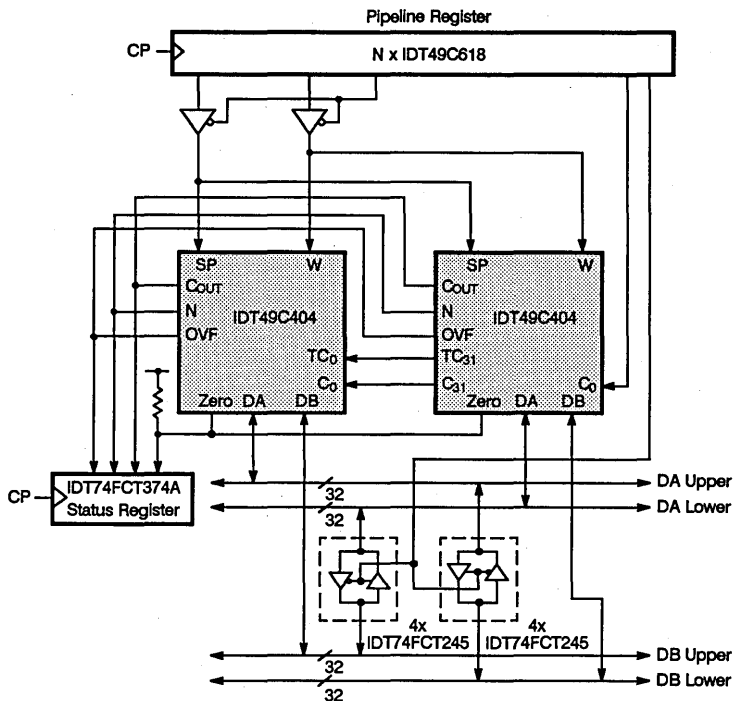 Pipeline Register
CP
N x IDT49C618
SP W
SP W
COUT
N
OVF
IDT49C404
TC0
C0
Zero DA DB
COUT
N
OVF
TC31
C31
IDT49C404
C0
Zero DA DB
CP
IDT74FCT374A
Status Register
32
DA Upper
32
DA Lower
4x
IDT74FCT245
4x
IDT74FCT245
32
DB Upper
32
DB Lower